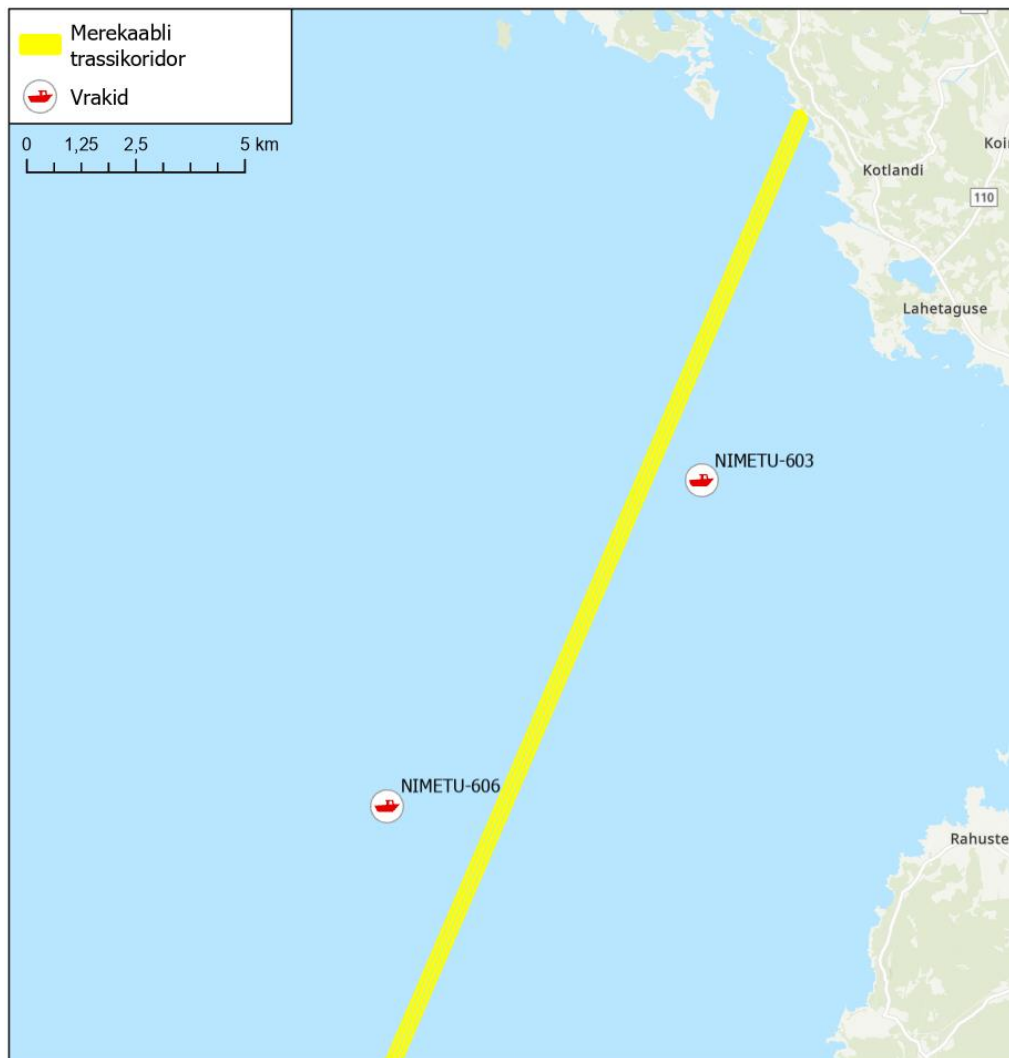 Merekaabli
trassikoridor
Vrakid
0 1,25 2,5 5 km
Kotlandi
110
Lahetaguse
NIMETU-603
NIMETU-606
Rahuste